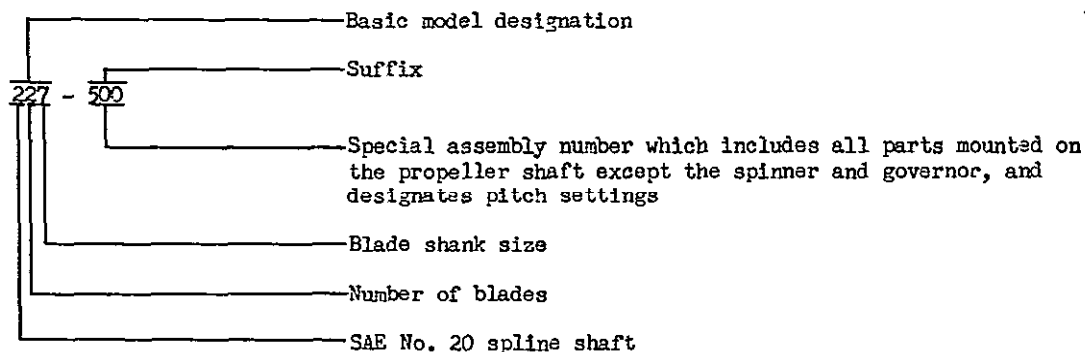 Basic model designation
Suffix
227 - 500
Special assembly number which includes all parts mounted on
the propeller shaft except the spinner and governor, and
designates pitch settings
Blade shank size
Number of blades
SAE No. 20 spline shaft